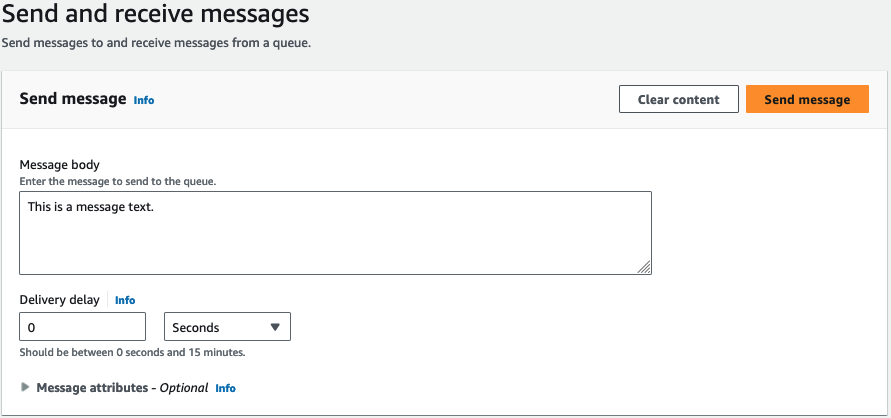 Send and receive messages
Send messages to and receive messages from a queue.
Send message Info Clear content Send message
Message body
Enter the message to send to the queue.
This is a message text.
Delivery delay Info
0 Seconds
Should be between 0 seconds and 15 minutes.
Message attributes - Optional Info